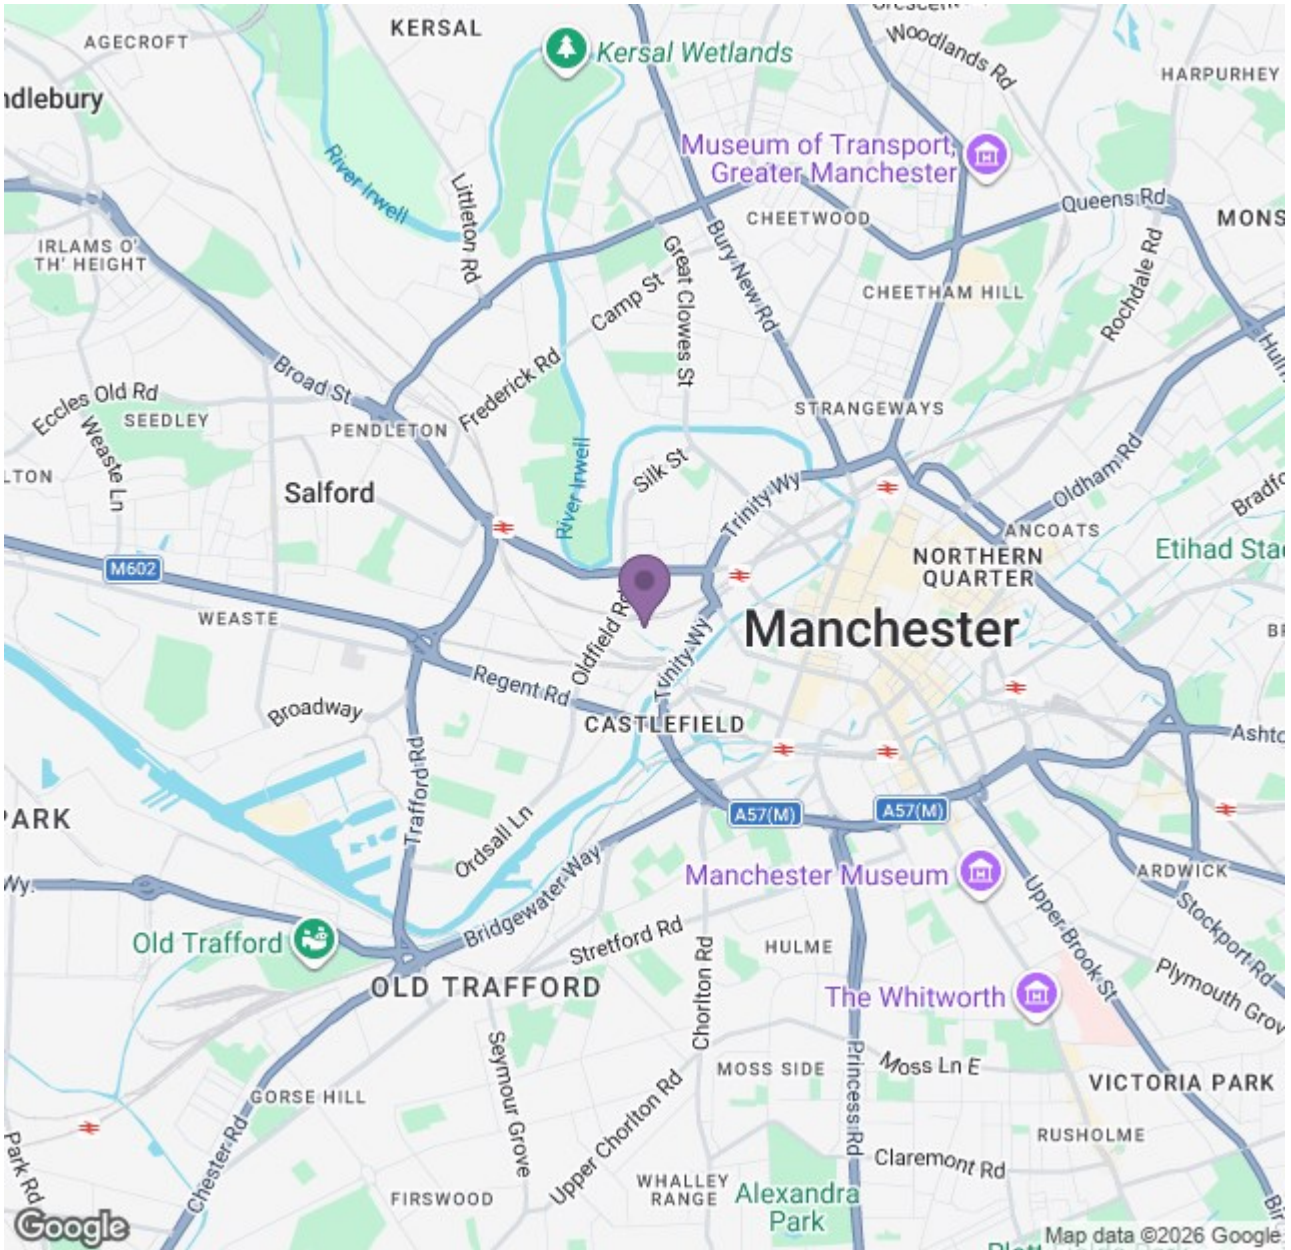 Crescent
KERSAL
AGECROFT
Kersal Wetlands
Woodlands Rd
HARPURHEY
ndlebury
Museum of Transport,
Greater Manchester
River Irwell
Littleton Rd
CHEETWOOD
Queens Rd
MONS
IRLAMS O'
TH' HEIGHT
Great Clowes St
Bury New Rd
Rochdale Rd
Camp St
CHEETHAM HILL
Broad St
Frederick Rd
Eccles Old Rd
SEEDLEY
Weaste Ln
PENDLETON
STRANGEWAYS
LTON
River Irwell
Silk St
Salford
Trinity Wy
Oldham Rd
Bradfo
ANCOATS
NORTHERN
QUARTER
Etihad Sta
M602
WEASTE
Oldfield Rd
Trinity Wy
Manchester
Regent Rd
Broadway
CASTLEFIELD
Ashto
Trafford Rd
PARK
A57(M)
A57(M)
Ordsall Ln
Bridgewater Way
Manchester Museum
ARDWICK
Wy.
Upper Brook St
Stockport Rd
Old Trafford
Stretford Rd
HULME
OLD TRAFFORD
Chorlton Rd
The Whitworth
Plymouth Grov
Seymour Grove
Princess Rd
MOSS SIDE
Moss Ln E
VICTORIA PARK
GORSE HILL
Upper Chorlton Rd
RUSHOLME
Park Rd
Chester Rd
Claremont Rd
FIRSWOOD
WHALLEY
RANGE
Alexandra
Park
Google
Map data ©2026 Google